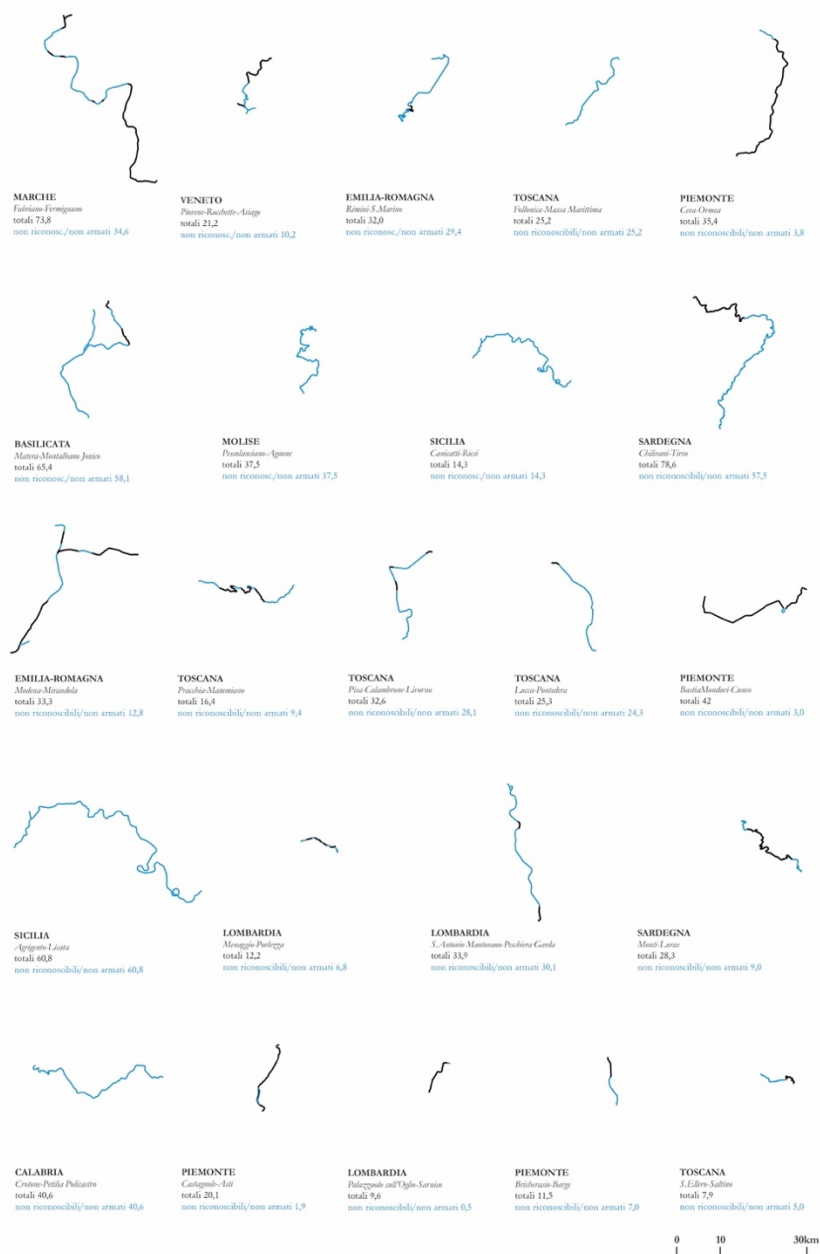 MARCHE
Fabriano-Fermignano
totali 73,8
non riconosc./non armati 34,6
VENETO
Piovene-Rocchette-Asiago
totali 21,2
non riconosc./non armati 10,2
EMILIA-ROMAGNA
Rimini-S.Marino
totali 32,0
non riconosc./non armati 29,4
TOSCANA
Follonica-Massa Marittima
totali 25,2
non riconoscibili/non armati 25,2
PIEMONTE
Ceva-Ormea
totali 35,4
non riconoscibili/non armati 3,8
BASILICATA
Matera-Montalbano Jonico
totali 65,4
non riconosc./non armati 58,1
MOLISE
Pescolanciano-Agnone
totali 37,5
non riconosc./non armati 37,5
SICILIA
Canicatti-Riesi
totali 14,3
non riconosc./non armati 14,3
SARDEGNA
Chilivani-Tirso
totali 78,6
non riconoscibili/non armati 57,5
EMILIA-ROMAGNA
Modena-Mirandola
totali 33,3
non riconoscibili/non armati 12,8
TOSCANA
Pracchia-Mammiano
totali 16,4
non riconoscibili/non armati 9,4
TOSCANA
Pisa-Calambrone-Livorno
totali 32,6
non riconoscibili/non armati 28,1
TOSCANA
Lucca-Pontedera
totali 25,3
non riconoscibili/non armati 24,3
PIEMONTE
BastiaMondovì-Cuneo
totali 42
non riconoscibili/non armati 3,0
SICILIA
Agrigento-Licata
totali 60,8
non riconoscibili/non armati 60,8
LOMBARDIA
Menaggio-Porlezza
totali 12,2
non riconoscibili/non armati 6,8
LOMBARDIA
S.Antonio Mantovano-Peschiera Garda
totali 33,9
non riconoscibili/non armati 30,1
SARDEGNA
Monti-Luras
totali 28,3
non riconoscibili/non armati 9,0
CALABRIA
Crotone-Petilia Policastro
totali 40,6
non riconoscibili/non armati 40,6
PIEMONTE
Castagnole-Asti
totali 20,1
non riconoscibili/non armati 1,9
LOMBARDIA
Palazzolo sull'Oglio-Sarnico
totali 9,6
non riconoscibili/non armati 0,5
PIEMONTE
Bricherasio-Barge
totali 11,5
non riconoscibili/non armati 7,0
TOSCANA
S.Ellero-Saltino
totali 7,9
non riconoscibili/non armati 5,0
0 10 30km